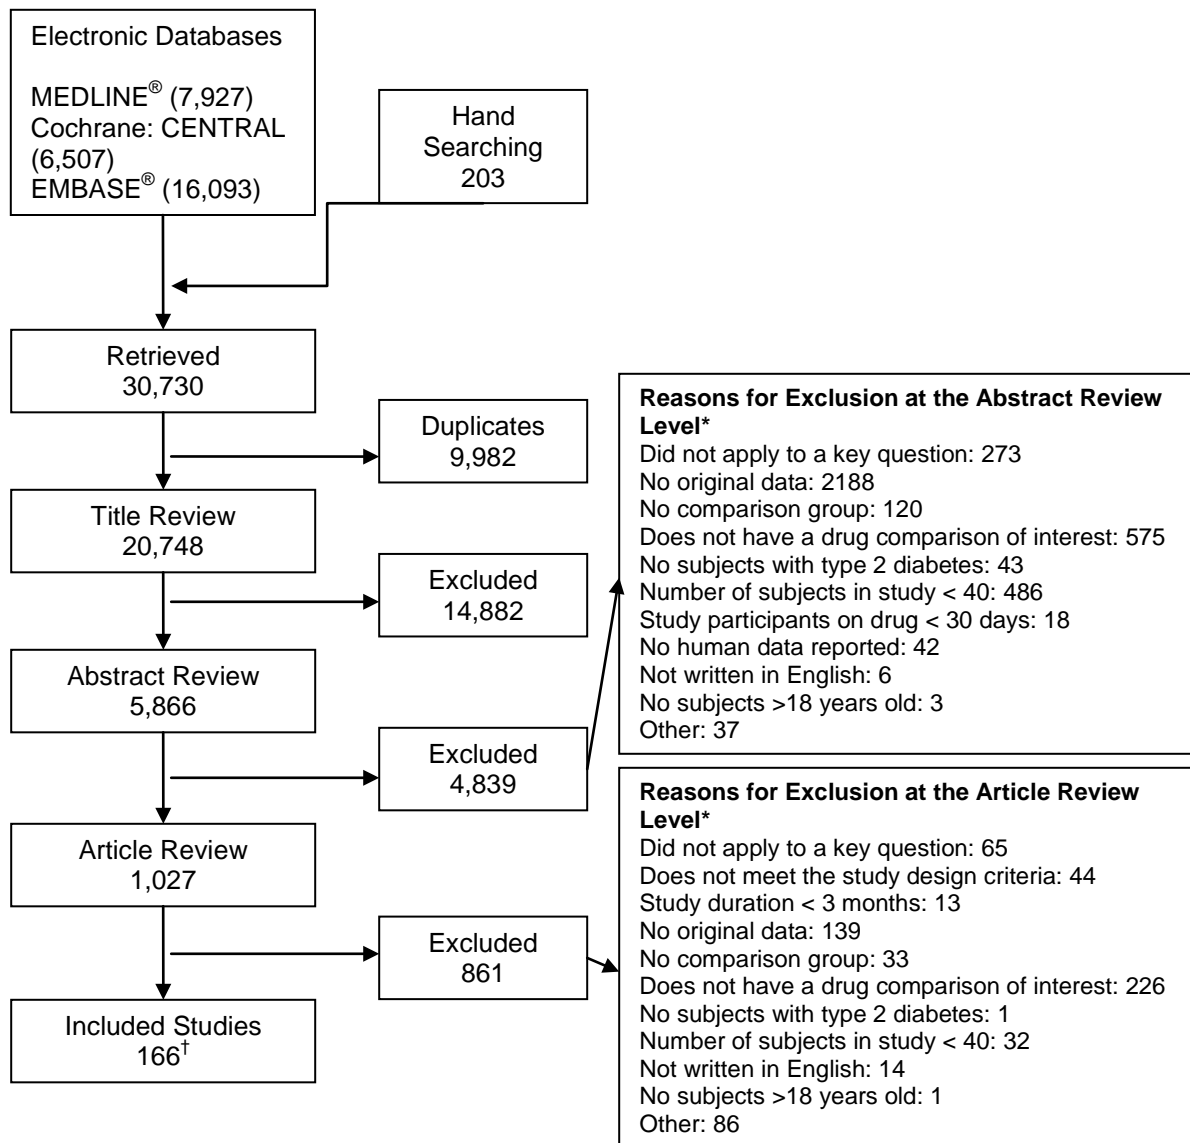 Electronic Databases
MEDLINE® (7,927)
Cochrane: CENTRAL
(6,507)
EMBASE® (16,093)
Hand
Searching
203
Retrieved
30,730
Duplicates
9,982
Title Review
20,748
Excluded
14,882
Abstract Review
5,866
Excluded
4,839
Reasons for Exclusion at the Abstract Review
Level*
Did not apply to a key question: 273
No original data: 2188
No comparison group: 120
Does not have a drug comparison of interest: 575
No subjects with type 2 diabetes: 43
Number of subjects in study < 40: 486
Study participants on drug < 30 days: 18
No human data reported: 42
Not written in English: 6
No subjects >18 years old: 3
Other: 37
Article Review
1,027
Excluded
861
Reasons for Exclusion at the Article Review
Level*
Did not apply to a key question: 65
Does not meet the study design criteria: 44
Study duration < 3 months: 13
No original data: 139
No comparison group: 33
Does not have a drug comparison of interest: 226
No subjects with type 2 diabetes: 1
Number of subjects in study < 40: 32
Not written in English: 14
No subjects >18 years old: 1
Other: 86
Included Studies
166†